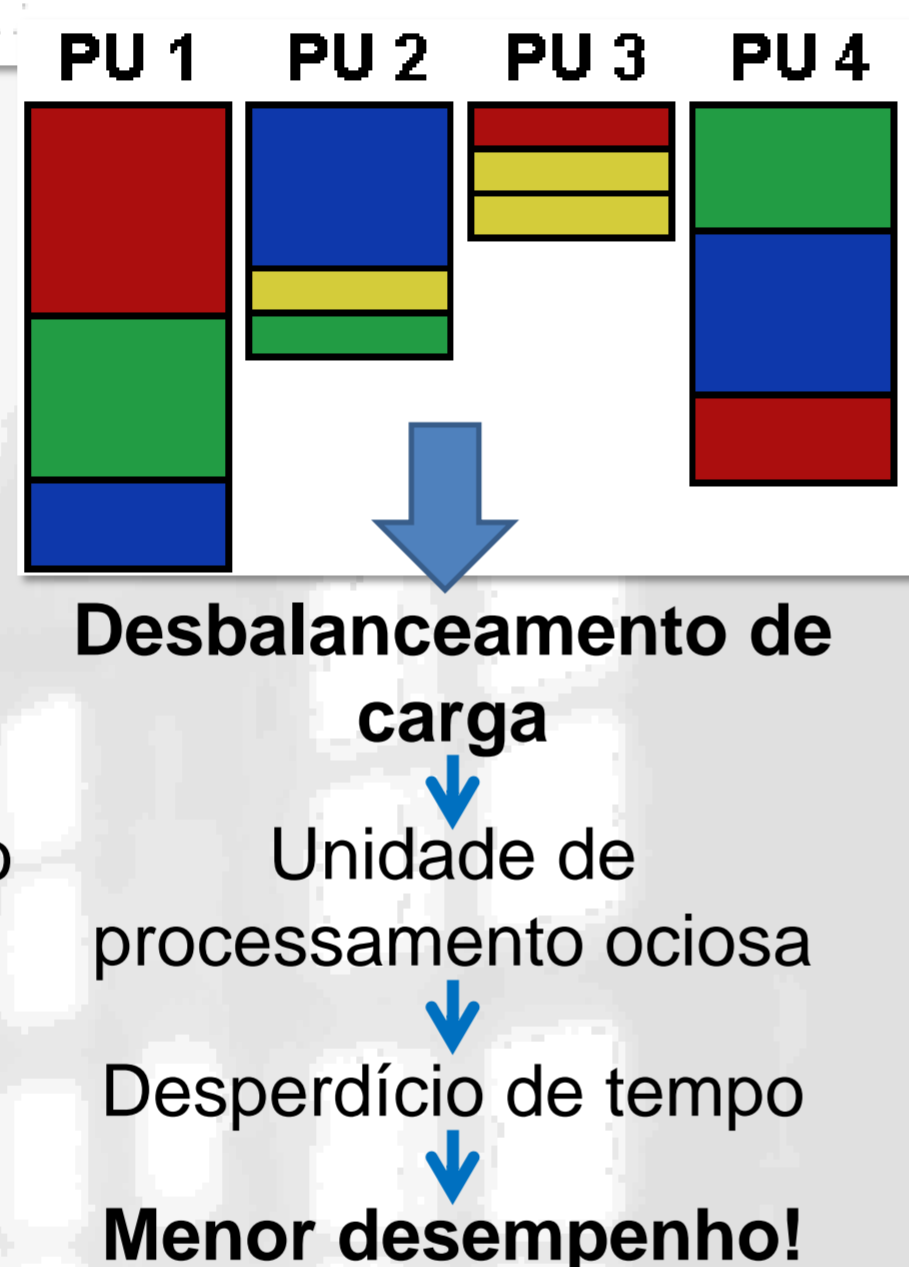 PU 1 PU 2 PU 3 PU 4
Desbalanceamento de
carga
Unidade de
processamento ociosa
Desperdício de tempo
Menor desempenho!